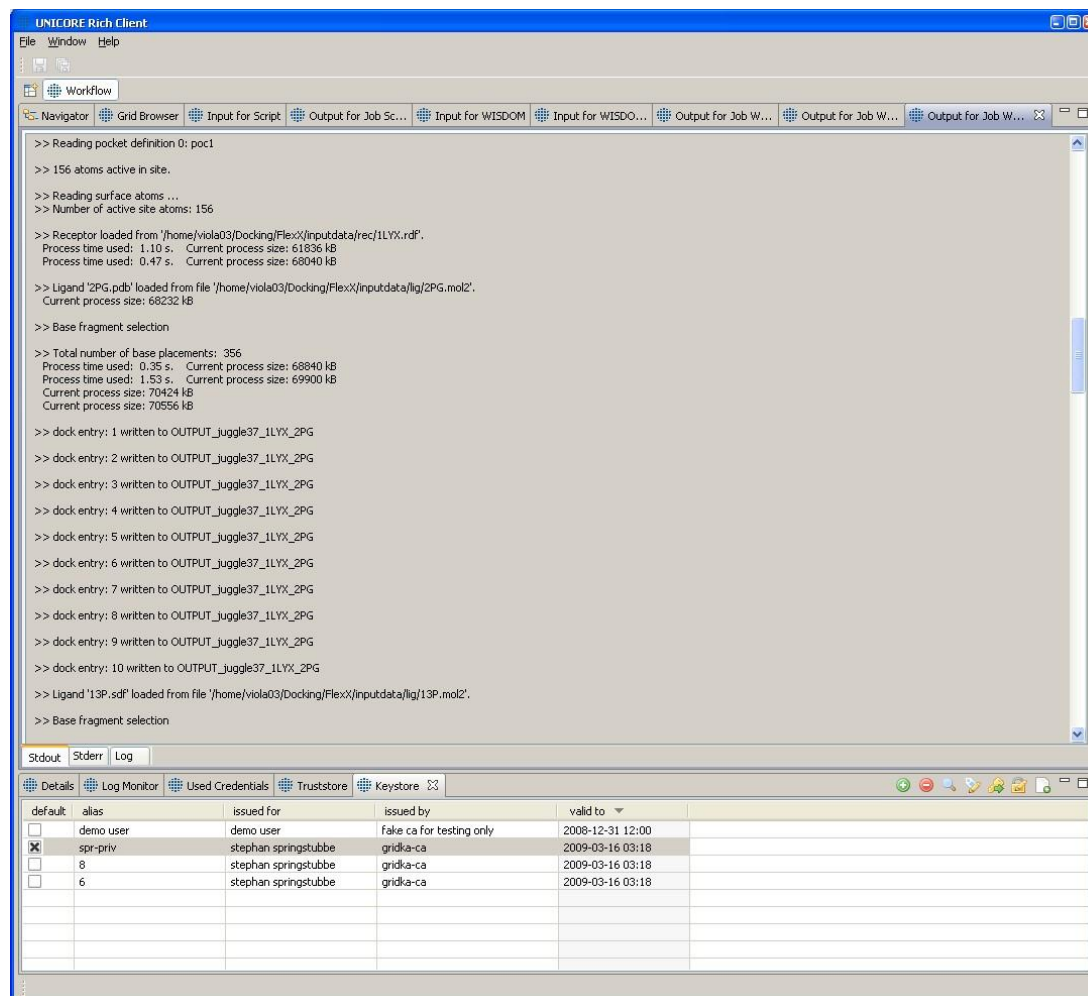 UNICORE Rich Client
File Window Help
Workflow
Navigator Grid Browser Input for Script Output for Job Sc... Input for WISDOM Input for WISDO... Output for Job W... Output for Job W... Output for Job W...
>> Reading pocket definition 0: poc1
>> 156 atoms active in site.
>> Reading surface atoms ...
>> Number of active site atoms: 156
>> Receptor loaded from '/home/viola03/Docking/FlexX/inputdata/rec/1LYX.rdf'.
Process time used: 1.10 s. Current process size: 61836 kB
Process time used: 0.47 s. Current process size: 68040 kB
>> Ligand '2PG.pdb' loaded from file '/home/viola03/Docking/FlexX/inputdata/lig/2PG.mol2'.
Current process size: 68232 kB
>> Base fragment selection
>> Total number of base placements: 356
Process time used: 0.35 s. Current process size: 68840 kB
Process time used: 1.53 s. Current process size: 69900 kB
Current process size: 70424 kB
Current process size: 70556 kB
>> dock entry: 1 written to OUTPUT_juggle37_1LYX_2PG
>> dock entry: 2 written to OUTPUT_juggle37_1LYX_2PG
>> dock entry: 3 written to OUTPUT_juggle37_1LYX_2PG
>> dock entry: 4 written to OUTPUT_juggle37_1LYX_2PG
>> dock entry: 5 written to OUTPUT_juggle37_1LYX_2PG
>> dock entry: 6 written to OUTPUT_juggle37_1LYX_2PG
>> dock entry: 7 written to OUTPUT_juggle37_1LYX_2PG
>> dock entry: 8 written to OUTPUT_juggle37_1LYX_2PG
>> dock entry: 9 written to OUTPUT_juggle37_1LYX_2PG
>> dock entry: 10 written to OUTPUT_juggle37_1LYX_2PG
>> Ligand '13P.sdf' loaded from file '/home/viola03/Docking/FlexX/inputdata/lig/13P.mol2'.
>> Base fragment selection
Stdout Stderr Log
Details Log Monitor Used Credentials Truststore Keystore
default alias issued for issued by valid to
demo user demo user fake ca for testing only 2008-12-31 12:00
spr-priv stephan springstubbe gridka-ca 2009-03-16 03:18
8 stephan springstubbe gridka-ca 2009-03-16 03:18
6 stephan springstubbe gridka-ca 2009-03-16 03:18